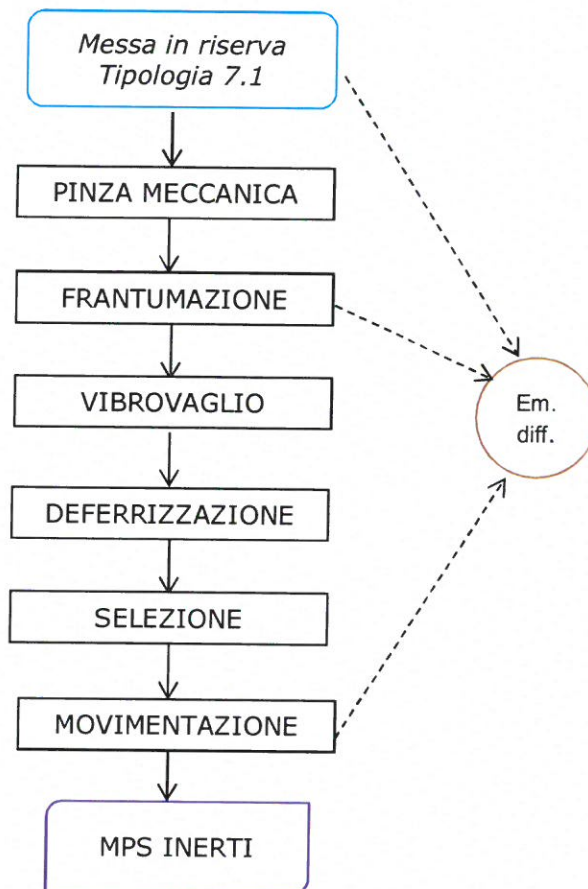 Messa in riserva
Tipologia 7.1
PINZA MECCANICA
FRANTUMAZIONE
VIBROVAGLIO
Em.
diff.
DEFERRIZZAZIONE
SELEZIONE
MOVIMENTAZIONE
MPS INERTI